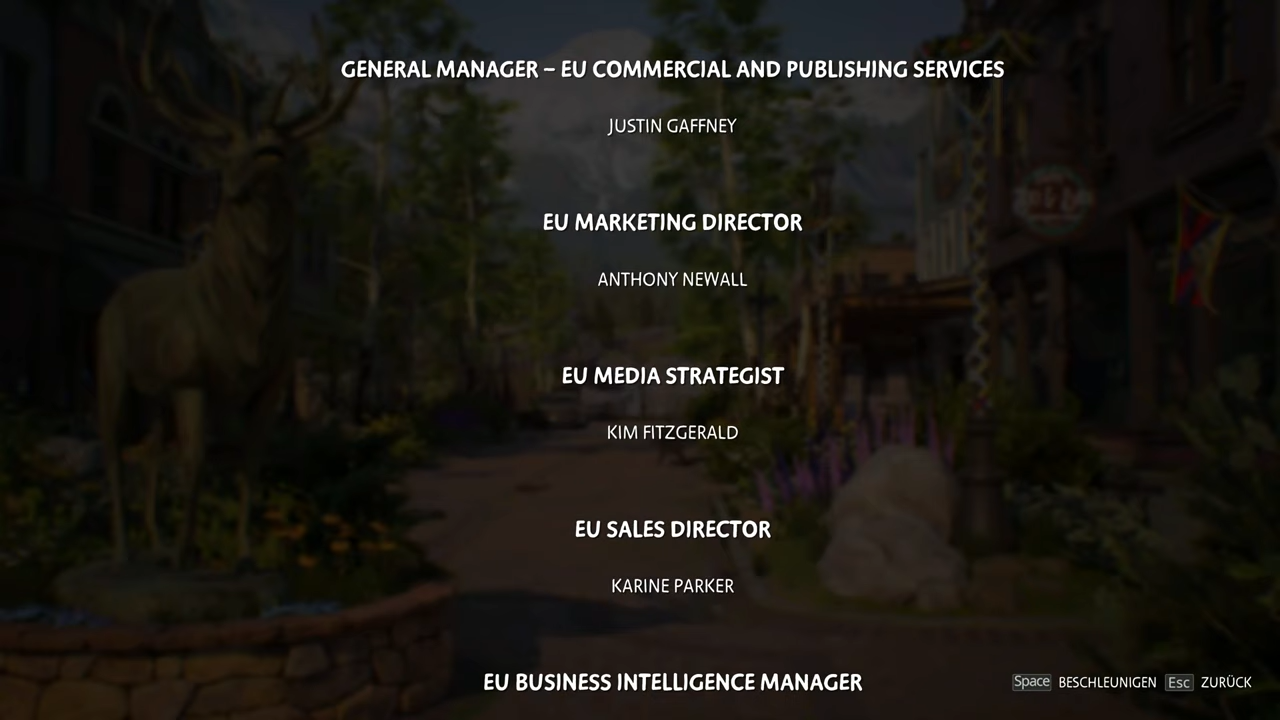 GENERAL MANAGER – EU COMMERCIAL AND PUBLISHING SERVICES
JUSTIN GAFFNEY
EU MARKETING DIRECTOR
ANTHONY NEWALL
EU MEDIA STRATEGIST
KIM FITZGERALD
EU SALES DIRECTOR
KARINE PARKER
EU BUSINESS INTELLIGENCE MANAGER
Space BESCHLEUNIGEN Esc ZURÜCK